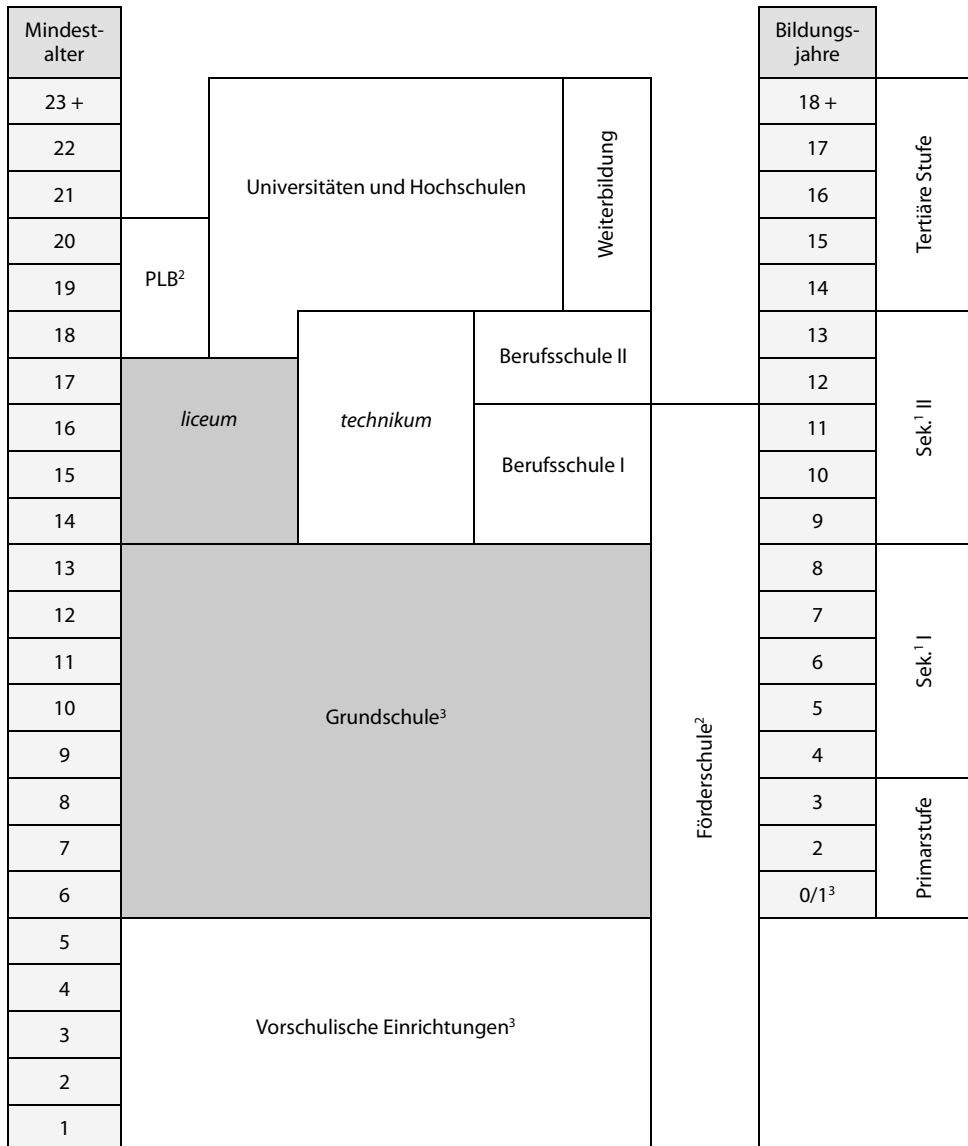 Mindest-
alter
Bildungs-
jahre
23 +
18 +
22
17
21
Universitäten und Hochschulen
Weiterbildung
16
Tertiäre Stufe
20
15
19
PLB²
14
18
13
Berufsschule II
17
12
16
liceum
technikum
11
Sek.¹ II
15
Berufsschule I
10
14
9
13
8
12
7
11
6
Sek.¹ I
10
Grundschule³
5
9
4
8
Förderschule²
3
7
2
Primarstufe
6
0/1³
5
4
3
Vorschulische Einrichtungen³
2
1